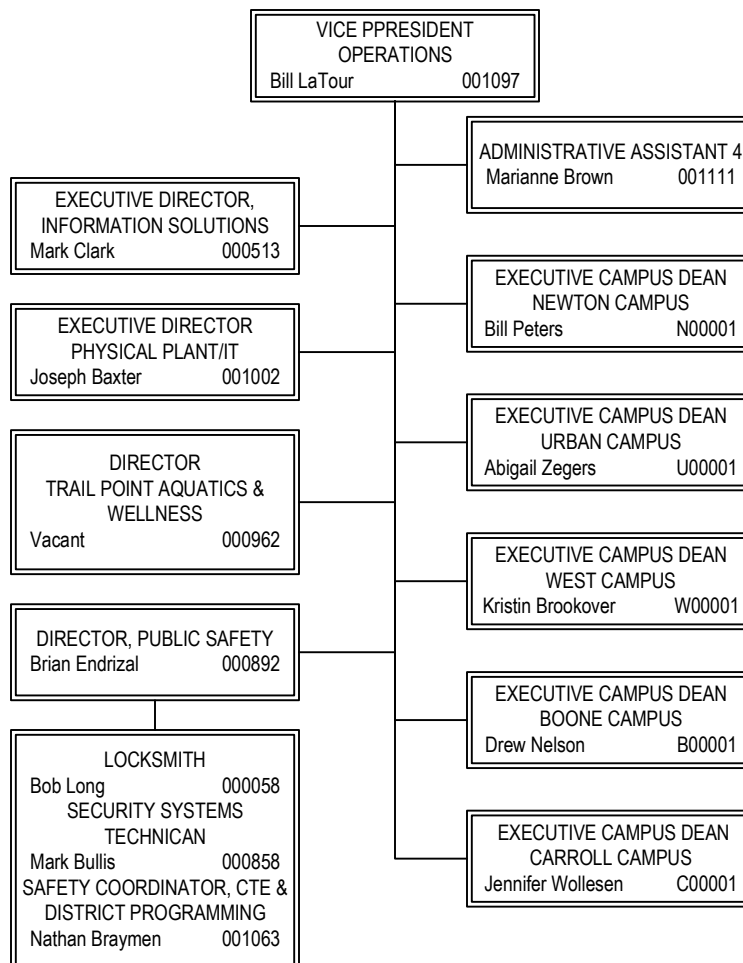 VICE PPRESIDENT
OPERATIONS
Bill LaTour 001097
ADMINISTRATIVE ASSISTANT 4
Marianne Brown 001111
EXECUTIVE DIRECTOR,
INFORMATION SOLUTIONS
Mark Clark 000513
EXECUTIVE CAMPUS DEAN
NEWTON CAMPUS
Bill Peters N00001
EXECUTIVE DIRECTOR
PHYSICAL PLANT/IT
Joseph Baxter 001002
EXECUTIVE CAMPUS DEAN
URBAN CAMPUS
Abigail Zegers U00001
DIRECTOR
TRAIL POINT AQUATICS &
WELLNESS
Vacant 000962
EXECUTIVE CAMPUS DEAN
WEST CAMPUS
Kristin Brookover W00001
DIRECTOR, PUBLIC SAFETY
Brian Endrizal 000892
EXECUTIVE CAMPUS DEAN
BOONE CAMPUS
Drew Nelson B00001
LOCKSMITH
Bob Long 000058
SECURITY SYSTEMS
TECHNICAN
Mark Bullis 000858
SAFETY COORDINATOR, CTE &
DISTRICT PROGRAMMING
Nathan Braymen 001063
EXECUTIVE CAMPUS DEAN
CARROLL CAMPUS
Jennifer Wollesen C00001